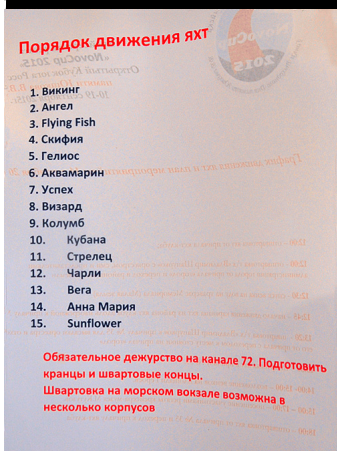 Порядок движения яхт
1. Викинг
2. Ангел
3. Flying Fish
4. Скифия
5. Гелиос
6. Аквамарин
7. Успех
8. Визард
9. Колумб
10. Кубана
11. Стрелец
12. Чарли
13. Вега
14. Анна Мария
15. Sunflower
Обязательное дежурство на канале 72. Подготовить
кранцы и швартовые концы.
Швартовка на морском вокзале возможна в
несколько корпусов